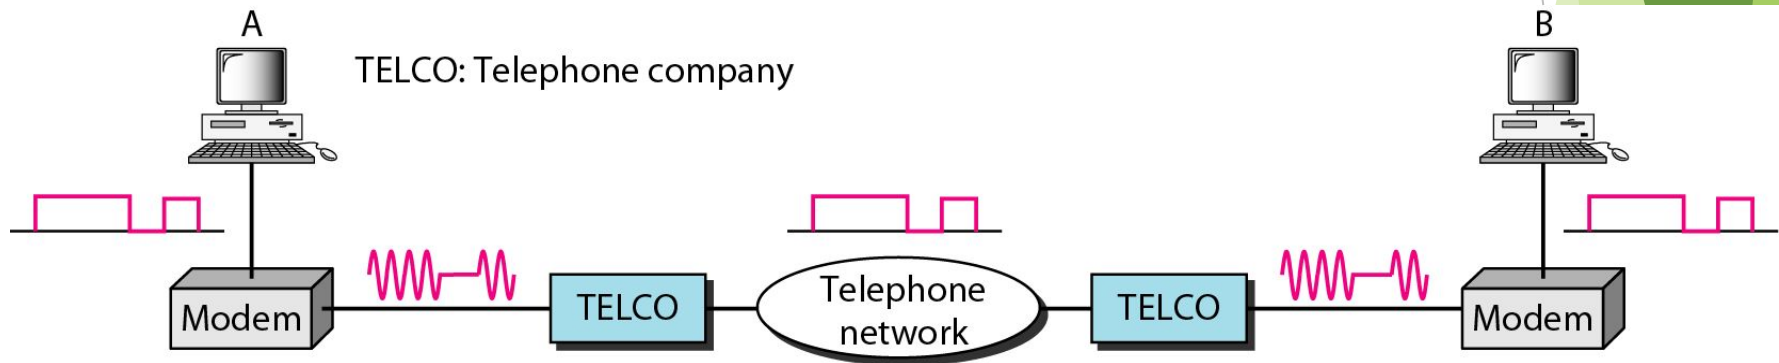 A
B
TELCO: Telephone company
Modem
TELCO
Telephone
network
TELCO
Modem